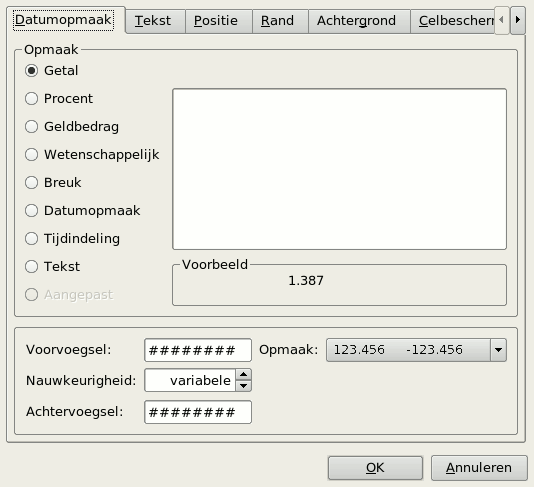 Datumopmaak Tekst Positie Rand Achtergrond Celbescherm
Opmaak
Getal
Procent
Geldbedrag
Wetenschappelijk
Breuk
Datumopmaak
Tijdindeling
Tekst
Aangepast
Voorbeeld
1.387
Voorvoegsel: ######## Opmaak: 123.456 -123.456
Nauwkeurigheid: variabele
Achtervoegsel: ########
OK Annuleren